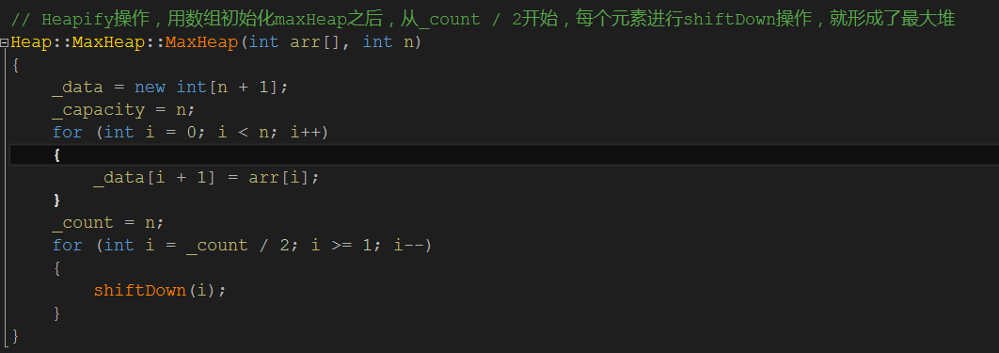 // Heapify操作，用数组初始化maxHeap之后，从_count / 2开始，每个元素进行shiftDown操作，就形成了最大堆
Heap::MaxHeap::MaxHeap(int arr[], int n)
{
    _data = new int[n + 1];
    _capacity = n;
    for (int i = 0; i < n; i++)
    {
        _data[i + 1] = arr[i];
    }
    _count = n;
    for (int i = _count / 2; i >= 1; i--)
    {
        shiftDown(i);
    }
}